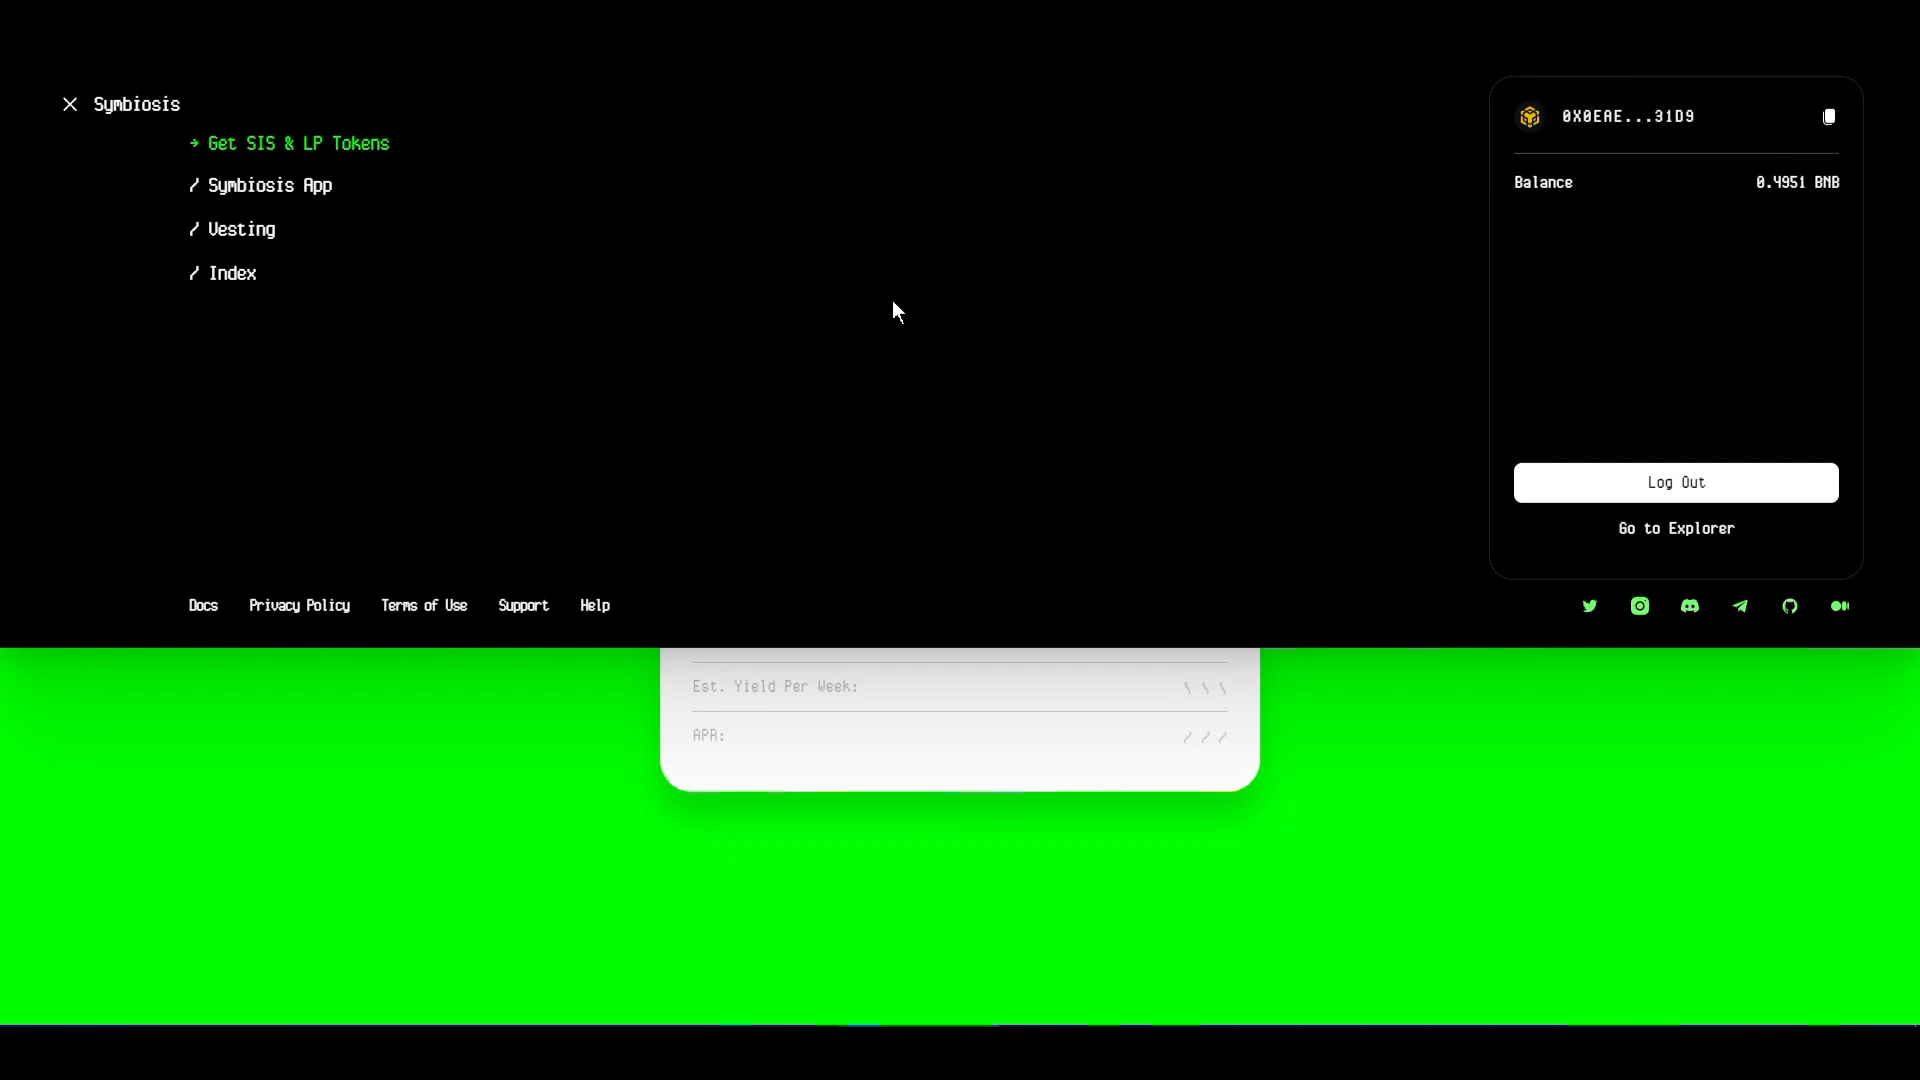 Symbiosis
→ Get SIS & LP Tokens
/ Symbiosis App
/ Vesting
/ Index
0X0EAE...31D9
Balance 0.4951 BNB
Log Out
Go to Explorer
Docs Privacy Policy Terms of Use Support Help
Est. Yield Per Week: \ \ \
APR: / / /